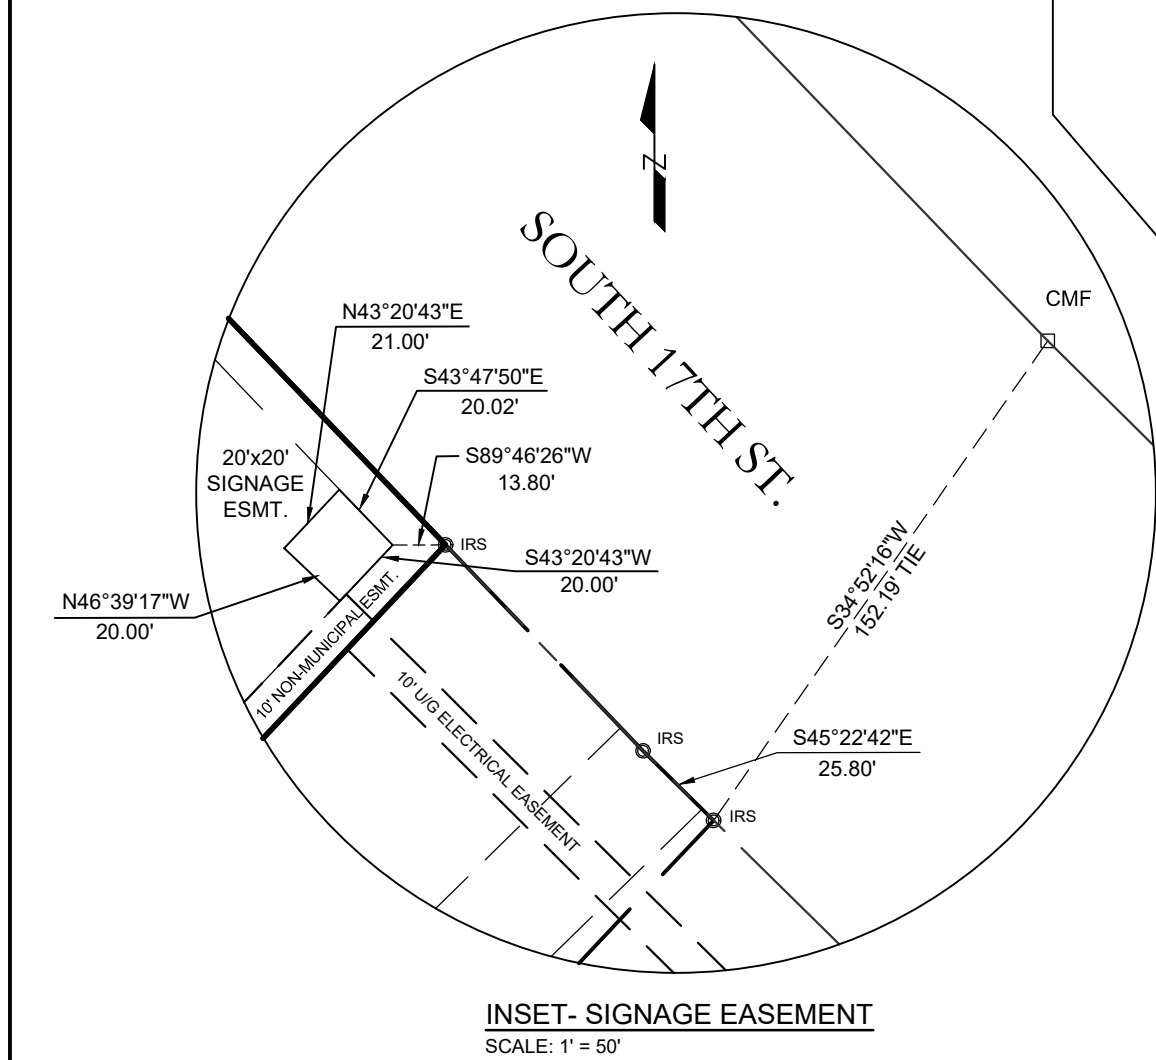 CMF
Z
SOUTH 17TH ST.
N43°20'43"E
21.00'
S43°47'50"E
20.02'
S89°46'26"W
13.80'
20'x20'
SIGNAGE
ESMT.
IRS
S43°20'43"W
20.00'
N46°39'17"W
20.00'
S34°52'16"W
152.19' TIE
10' NON-MUNICIPAL ESMT.
10' U/G ELECTRICAL EASEMENT
IRS
S45°22'42"E
25.80'
IRS
INSET- SIGNAGE EASEMENT
SCALE: 1' = 50'